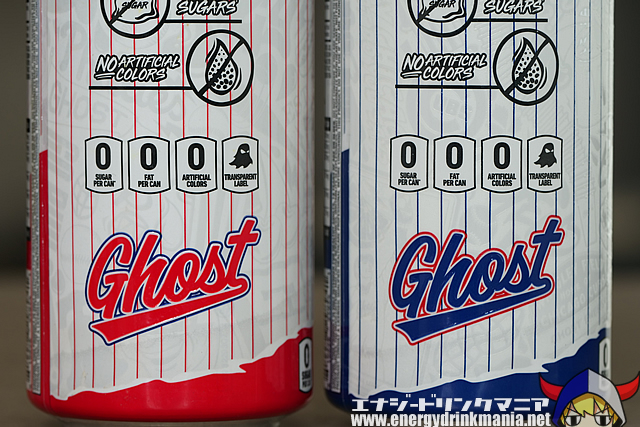 SUGAR
SUGARS
NO ARTIFICIAL
COLORS
0
SUGAR
PER CAN
0
FAT
PER CAN
0
ARTIFICIAL
COLORS
TRANSPARENT
LABEL
Ghost
0
SUGAR
SUGARS
NO ARTIFICIAL
COLORS
0
SUGAR
PER CAN
0
FAT
PER CAN
0
ARTIFICIAL
COLORS
TRANSPARENT
LABEL
Ghost
エナジードリンクマニア
www.energydrinkmania.net